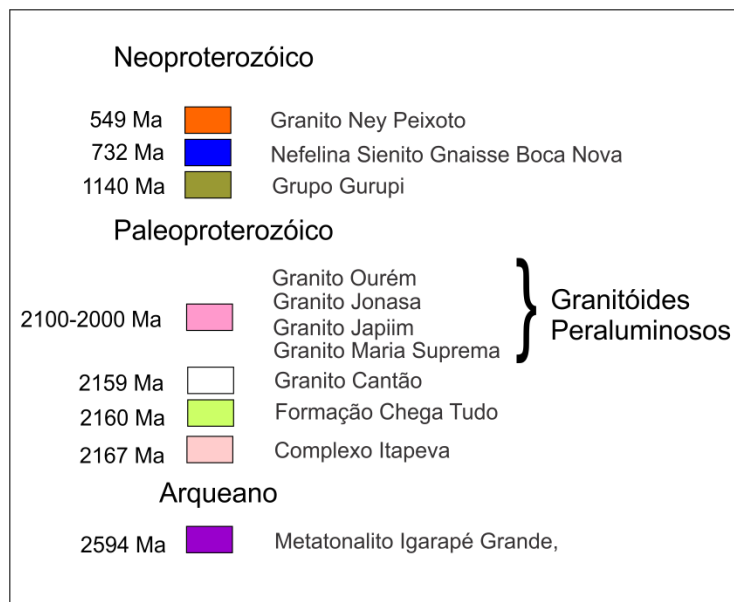 Neoproterozóico
549 Ma Granito Ney Peixoto
732 Ma Nefelina Sienito Gnaisse Boca Nova
1140 Ma Grupo Gurupi
Paleoproterozóico
2100-2000 Ma
Granito Ourém
Granito Jonasa
Granito Japiim
Granito Maria Suprema
} Granitóides
Peraluminosos
2159 Ma Granito Cantão
2160 Ma Formação Chega Tudo
2167 Ma Complexo Itapeva
Arqueano
2594 Ma Metatonalito Igarapé Grande,